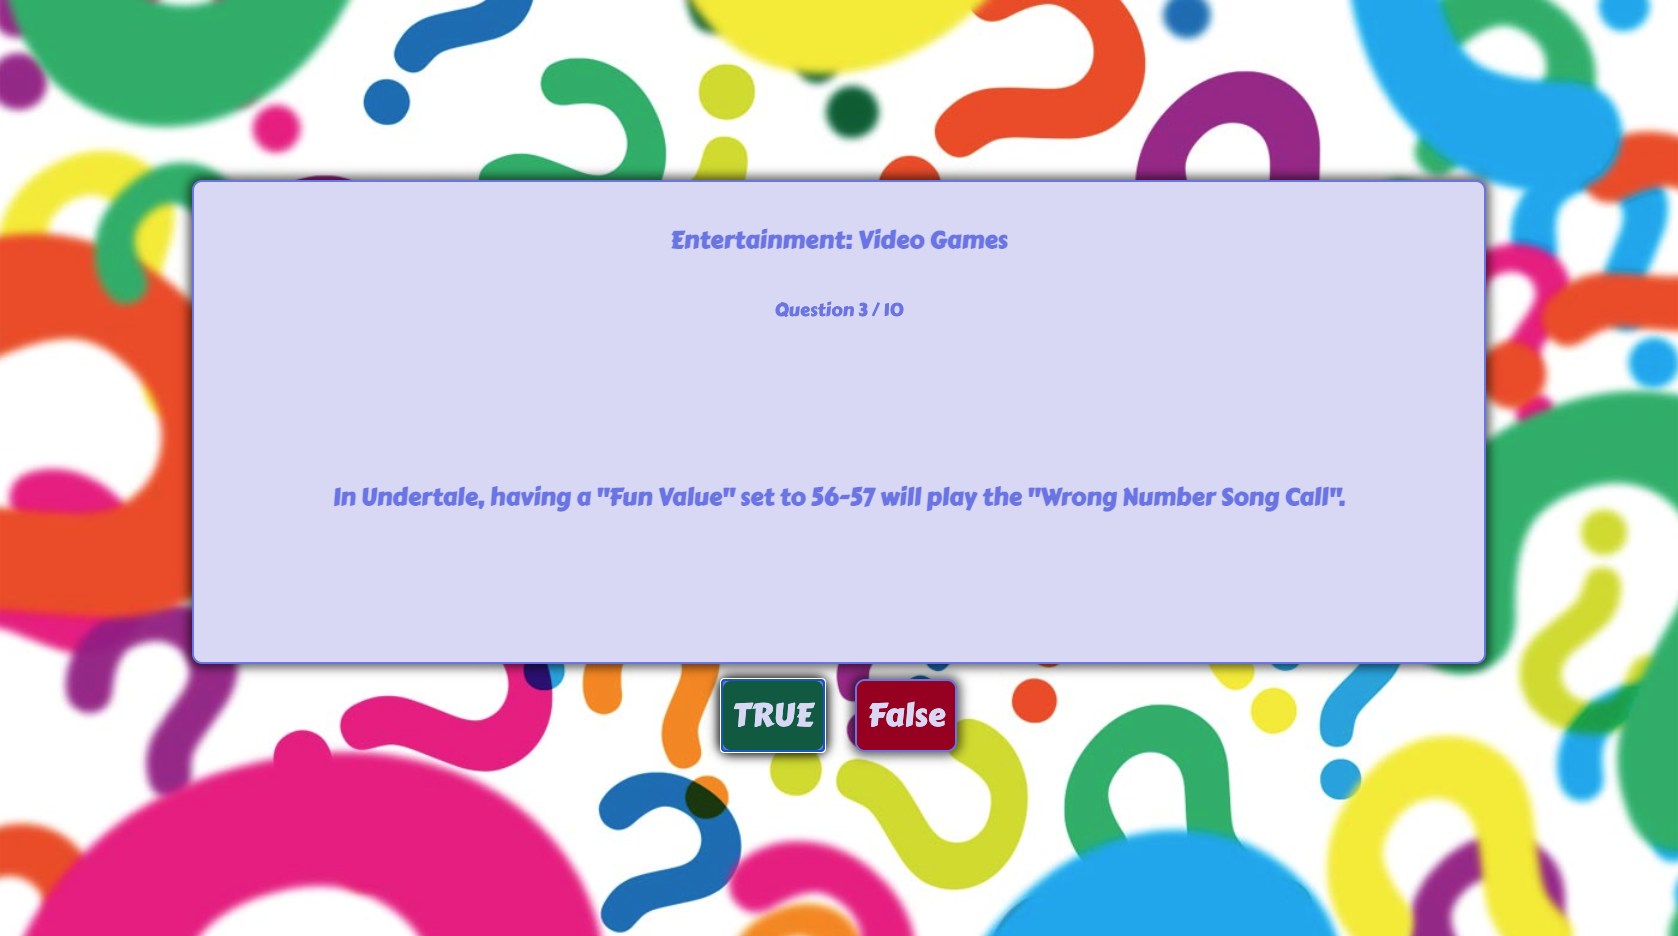 Entertainment: Video Games
Question 3 / 10
In Undertale, having a "Fun Value" set to 56-57 will play the "Wrong Number Song Call".
TRUE
False